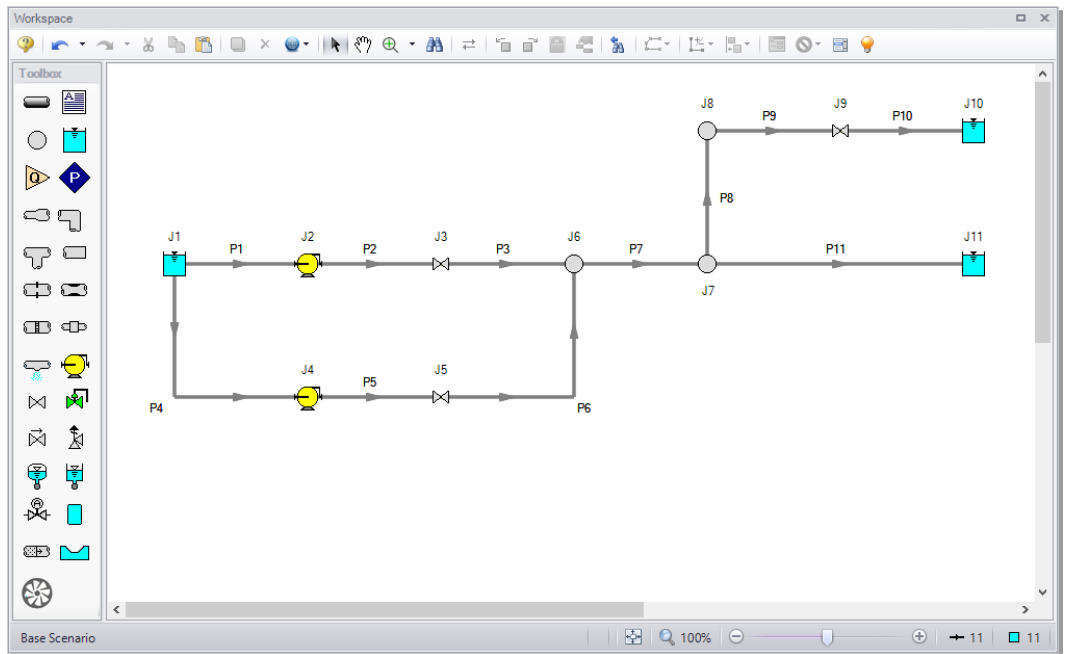 Workspace
Toolbox
A
Q
P
J8
J9
J10
P9
P10
P8
J1
J2
J3
J6
J11
P1
P2
P3
P7
P11
J7
J4
J5
P5
P4
P6
Base Scenario
100%
11
11